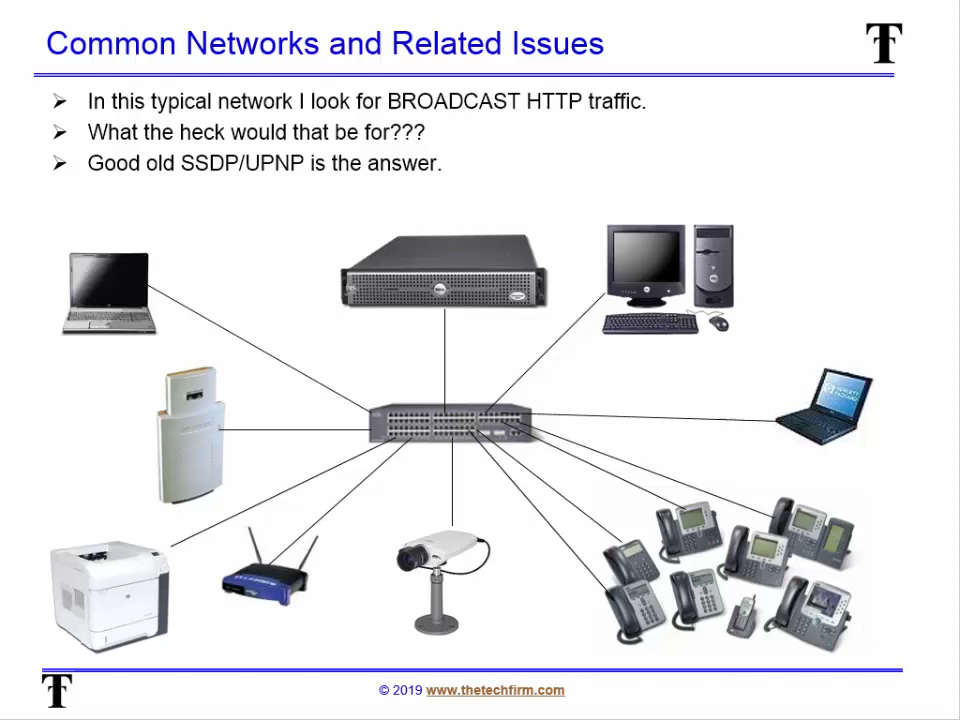 Common Networks and Related Issues
In this typical network I look for BROADCAST HTTP traffic.
What the heck would that be for???
Good old SSDP/UPNP is the answer.
© 2019 www.thetechfirm.com